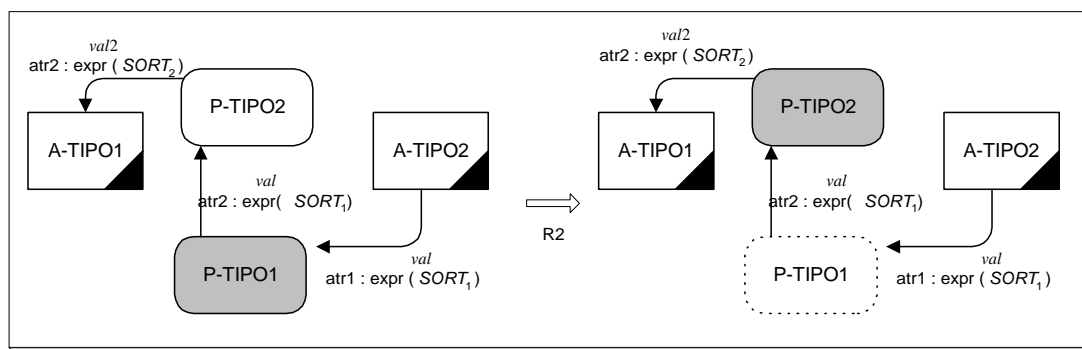 val2
atr2 : expr ( SORT2)
P-TIPO2
A-TIPO1
A-TIPO2
val
atr2 : expr( SORT1)
P-TIPO1
val
atr1 : expr ( SORT1)
R2
val2
atr2 : expr ( SORT2)
P-TIPO2
A-TIPO1
A-TIPO2
val
atr2 : expr( SORT1)
P-TIPO1
val
atr1 : expr ( SORT1)